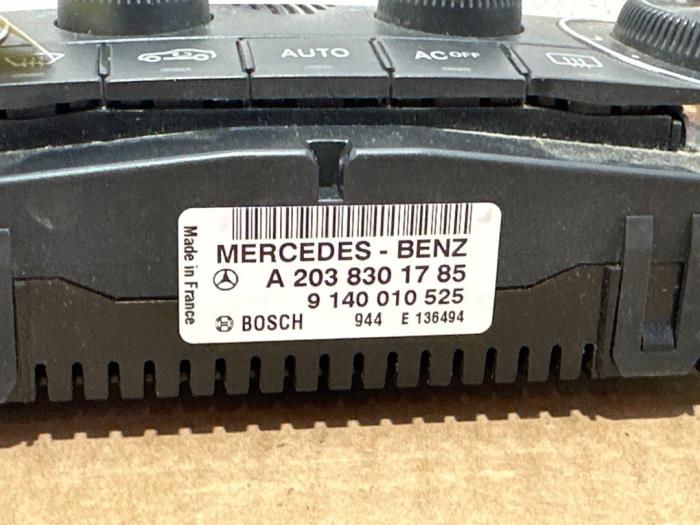 AUTO
AC OFF
MERCEDES - BENZ
A 203 830 17 85
9 140 010 525
BOSCH 944 E 136494
Made in France